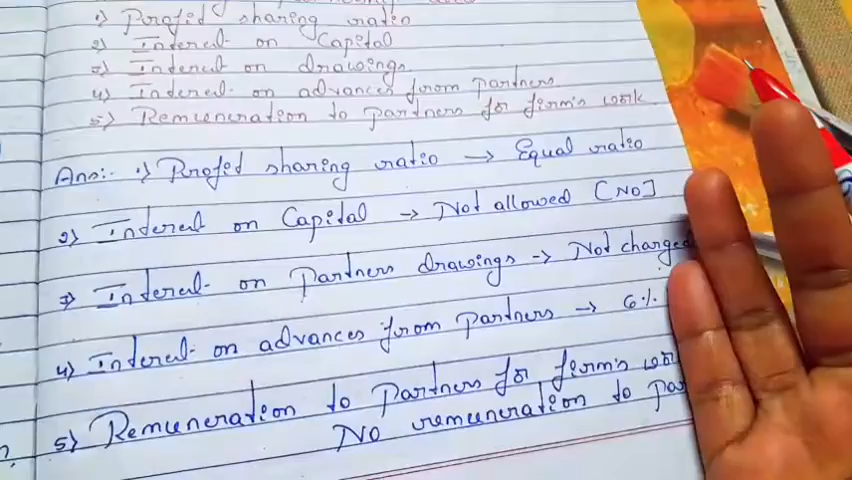 1) Profit sharing ratio
2) Interest on Capital
3) Interest on drawings
4) Interest on advances from Partners
5) Remuneration to Partners for firm's work
Ans:- 1) Profit sharing ratio → Equal ratio
2) Interest on Capital → Not allowed [NO]
3) Interest on Partners drawings → Not charged
4) Interest on advances from Partners → 6%
5) Remuneration to Partners for firm's
No remuneration to